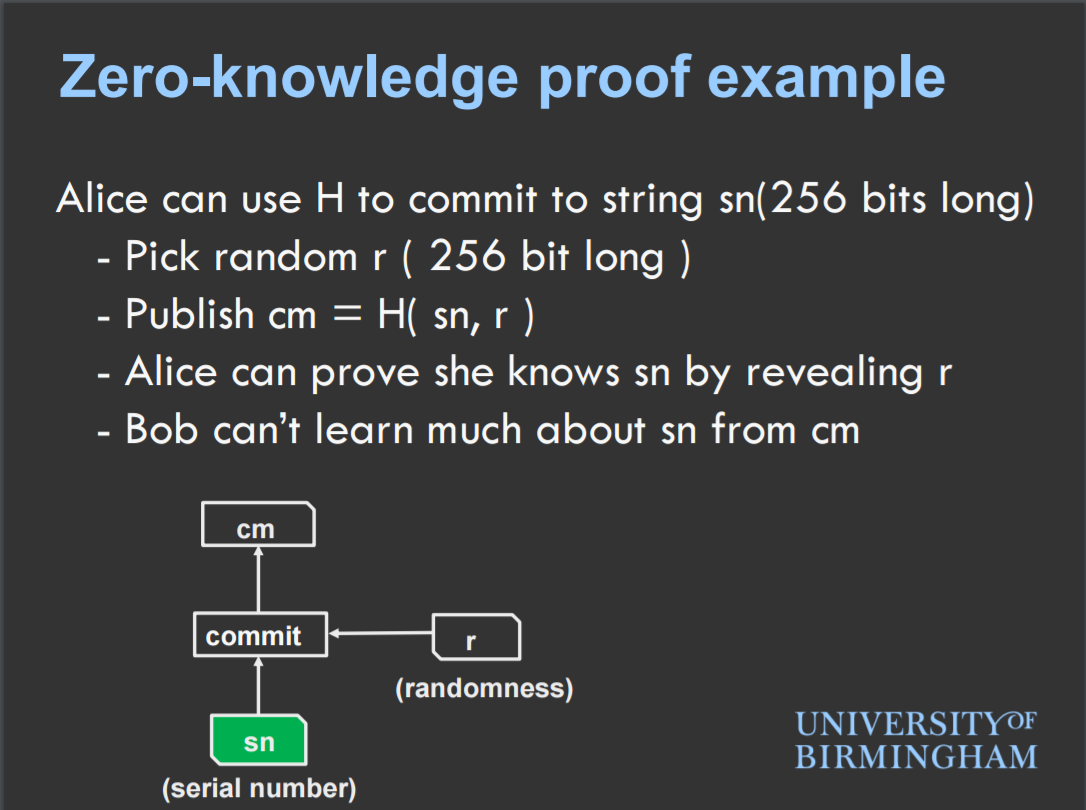 Zero-knowledge proof example
Alice can use H to commit to string sn(256 bits long)
- Pick random r ( 256 bit long )
- Publish cm = H( sn, r )
- Alice can prove she knows sn by revealing r
- Bob can’t learn much about sn from cm
cm
commit
r
(randomness)
sn
(serial number)
UNIVERSITY OF
BIRMINGHAM